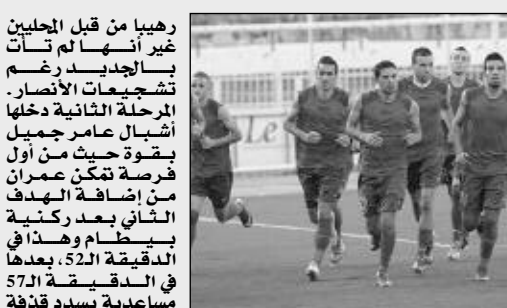 رهيبا من قبل المحليين
غير أنها لم تأت
بالجديد رغم
تشجيعات الأنصار.
المرحلة الثانية دخلها
أشبال عامر جميل
بقوة حيث من أول
فرصة تمكن عمران
من إضافة الهدف
الثاني بعد ركنية
بيطام وهذا في
الدقيقة الـ52، بعدها
في الدقيقة الـ57
مساعدية يسدد قذفة
Le